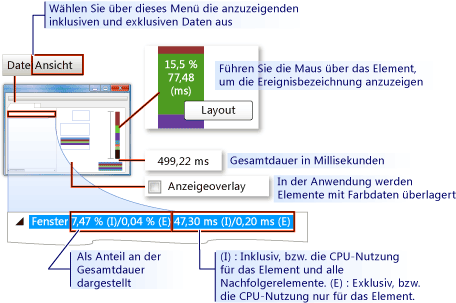 Wählen Sie über dieses Menü die anzuzeigenden
inklusiven und exklusiven Daten aus
Date Ansicht
15,5 %
77,48
(ms)
Layout
Führen Sie die Maus über das Element,
um die Ereignisbezeichnung anzuzeigen
499,22 ms
Gesamtdauer in Millisekunden
Anzeigeoverlay
In der Anwendung werden
Elemente mit Farbdaten überlagert
Fenster 7,47 % (I)/0,04 % (E) 47,30 ms (I)/0,20 ms (E)
Als Anteil an der
Gesamtdauer
dargestellt
(I) : Inklusiv, bzw. die CPU-Nutzung
für das Element und alle
Nachfolgerelemente. (E) : Exklusiv, bzw.
die CPU-Nutzung nur für das Element.